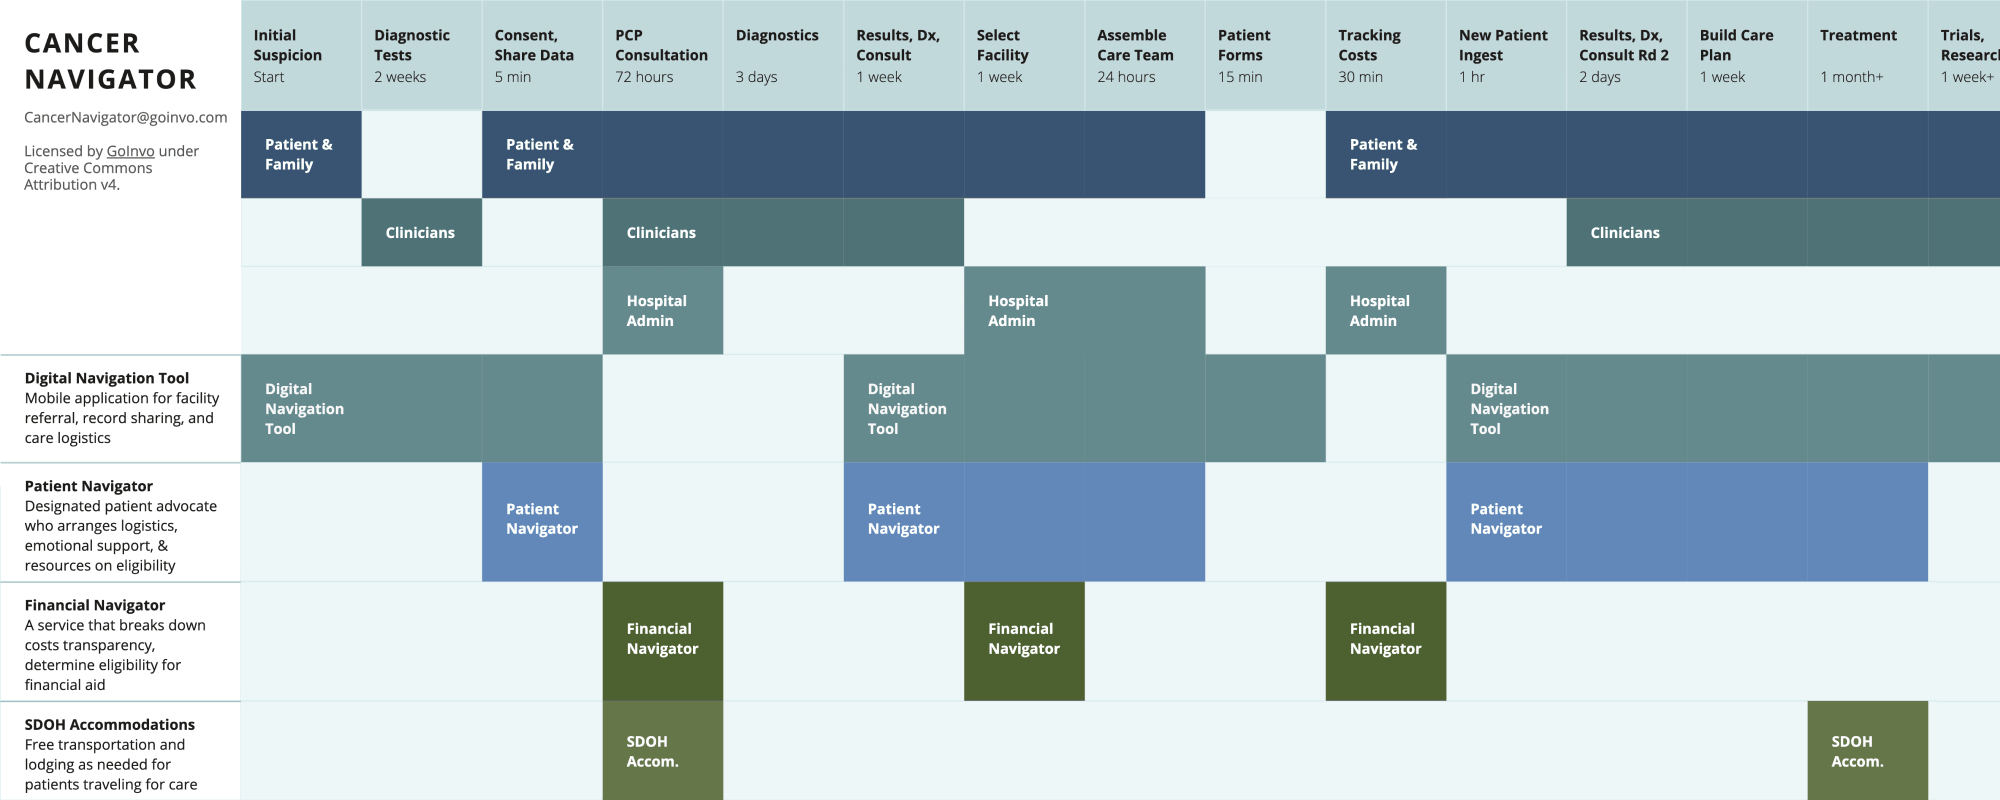 CANCER
NAVIGATOR
CancerNavigator@goinvo.com
Licensed by GoInvo under
Creative Commons
Attribution v4.
Initial
Suspicion
Start
Diagnostic
Tests
2 weeks
Consent,
Share Data
5 min
PCP
Consultation
72 hours
Diagnostics
3 days
Results, Dx,
Consult
1 week
Select
Facility
1 week
Assemble
Care Team
24 hours
Patient
Forms
15 min
Tracking
Costs
30 min
New Patient
Ingest
1 hr
Results, Dx,
Consult Rd 2
2 days
Build Care
Plan
1 week
Treatment
1 month+
Trials,
Research
1 week+
Patient &
Family
Patient &
Family
Patient &
Family
Clinicians
Clinicians
Clinicians
Hospital
Admin
Hospital
Admin
Hospital
Admin
Digital Navigation Tool
Mobile application for facility
referral, record sharing, and
care logistics
Digital
Navigation
Tool
Digital
Navigation
Tool
Digital
Navigation
Tool
Patient Navigator
Designated patient advocate
who arranges logistics,
emotional support, &
resources on eligibility
Patient
Navigator
Patient
Navigator
Patient
Navigator
Financial Navigator
A service that breaks down
costs transparency,
determine eligibility for
financial aid
Financial
Navigator
Financial
Navigator
Financial
Navigator
SDOH Accommodations
Free transportation and
lodging as needed for
patients traveling for care
SDOH
Accom.
SDOH
Accom.